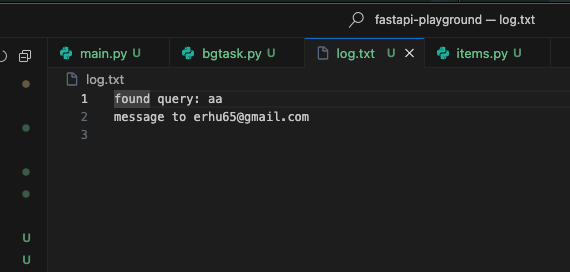 fastapi-playground — log.txt
main.py U bgtask.py U log.txt U items.py U
log.txt
1 found query: aa
2 message to erhu65@gmail.com
3
U
U